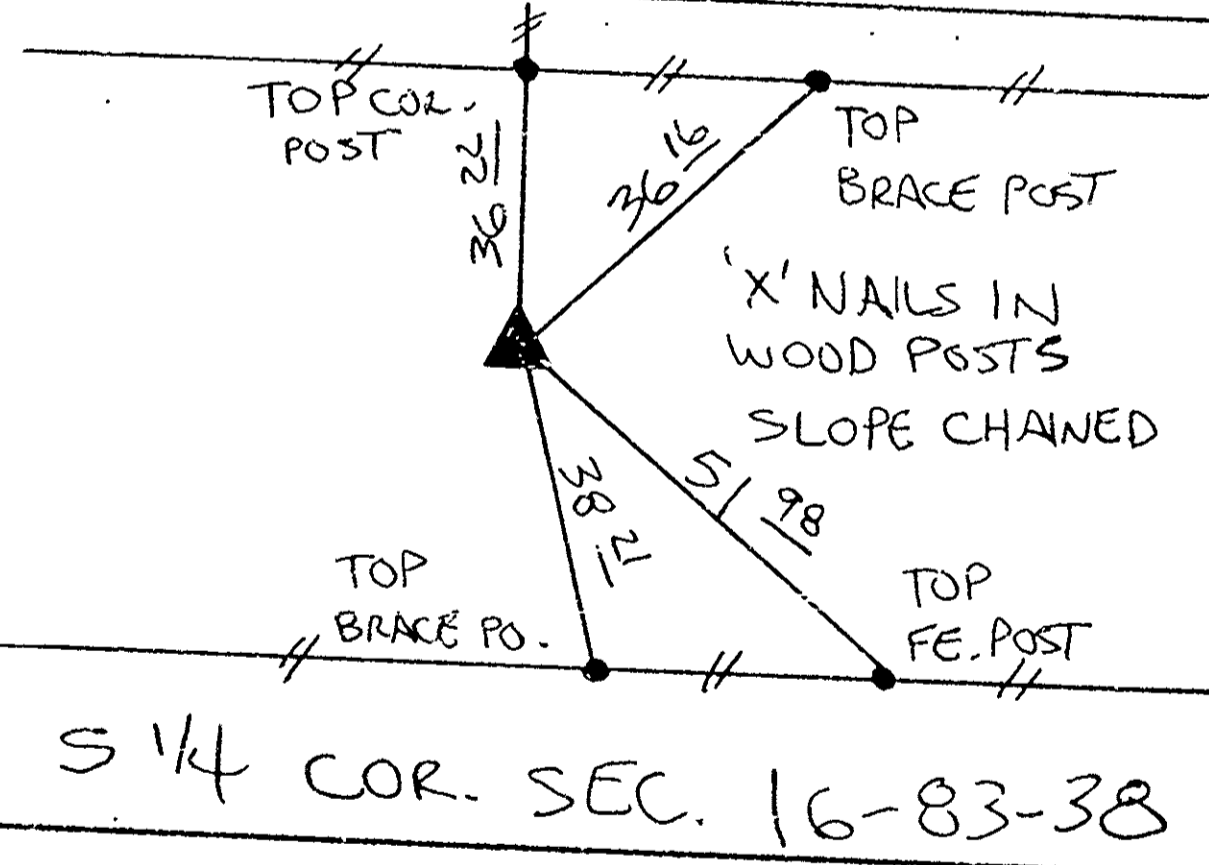 TOP COR.
POST
36 22
36 16
TOP
BRACE POST
'X' NAILS IN
WOOD POSTS
SLOPE CHAINED
38 21
51 98
TOP
BRACE PO.
TOP
FE. POST
S 1/4 COR. SEC. 16-83-38